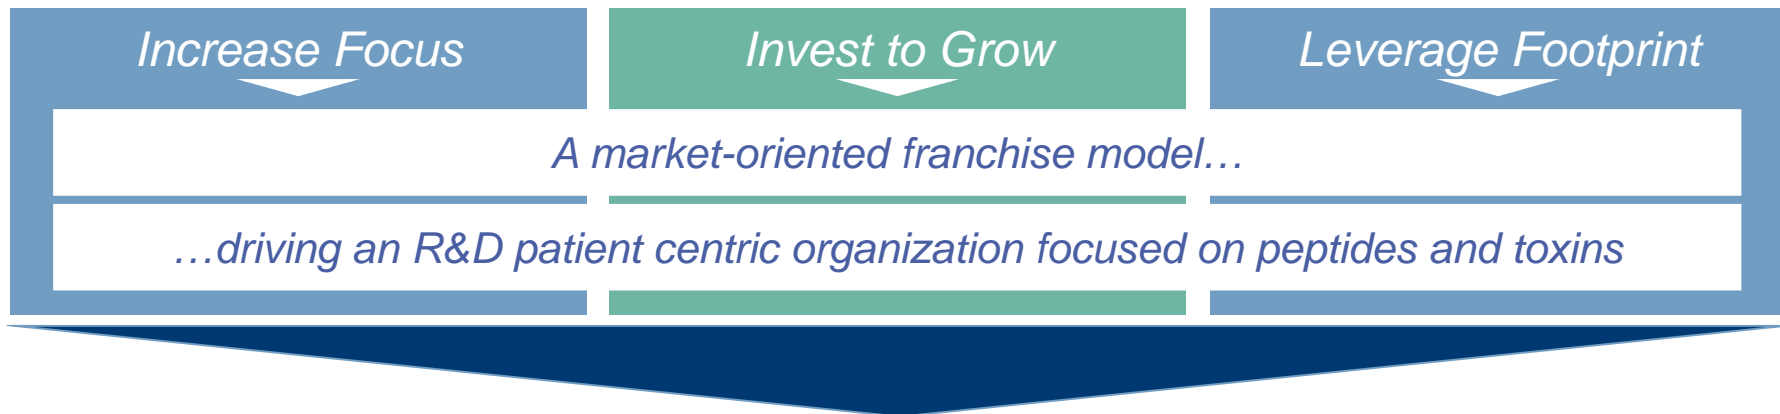 Increase Focus
Invest to Grow
Leverage Footprint
A market-oriented franchise model…
…driving an R&D patient centric organization focused on peptides and toxins